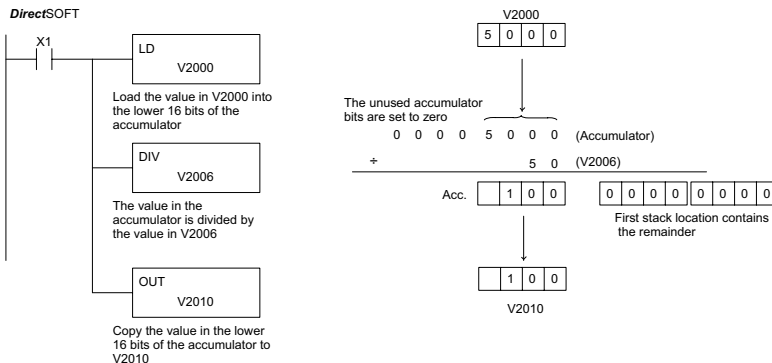 DirectSOFT
X1
LD
V2000
Load the value in V2000 into
the lower 16 bits of the
accumulator
DIV
V2006
The value in the
accumulator is divided by
the value in V2006
OUT
V2010
Copy the value in the lower
16 bits of the accumulator to
V2010
V2000
5 0 0 0
The unused accumulator
bits are set to zero
0 0 0 0 5 0 0 0 (Accumulator)
÷ 5 0 (V2006)
Acc. 1 0 0 0 0 0 0 0 0 0 0
First stack location contains
the remainder
1 0 0
V2010